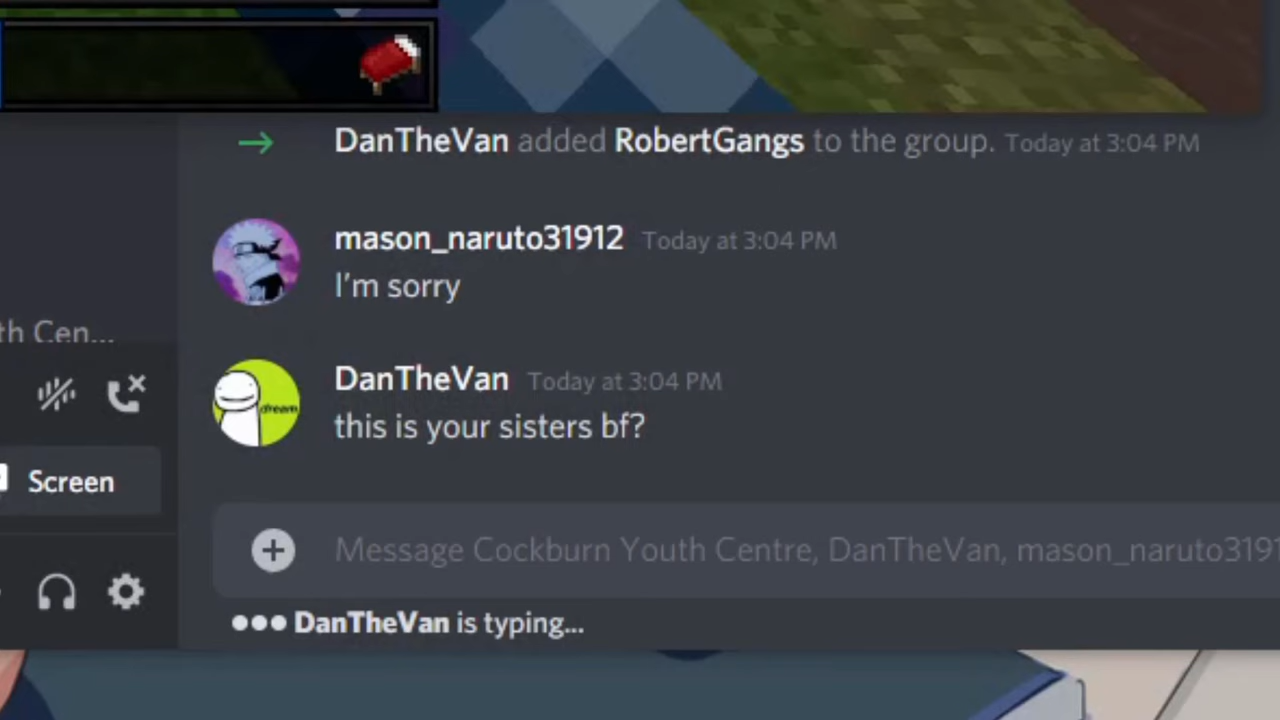 DanTheVan added RobertGangs to the group. Today at 3:04 PM
mason_naruto31912 Today at 3:04 PM
I'm sorry
th Cen...
DanTheVan Today at 3:04 PM
dream
this is your sisters bf?
Screen
Message Cockburn Youth Centre, DanTheVan, mason_naruto3191
DanTheVan is typing...